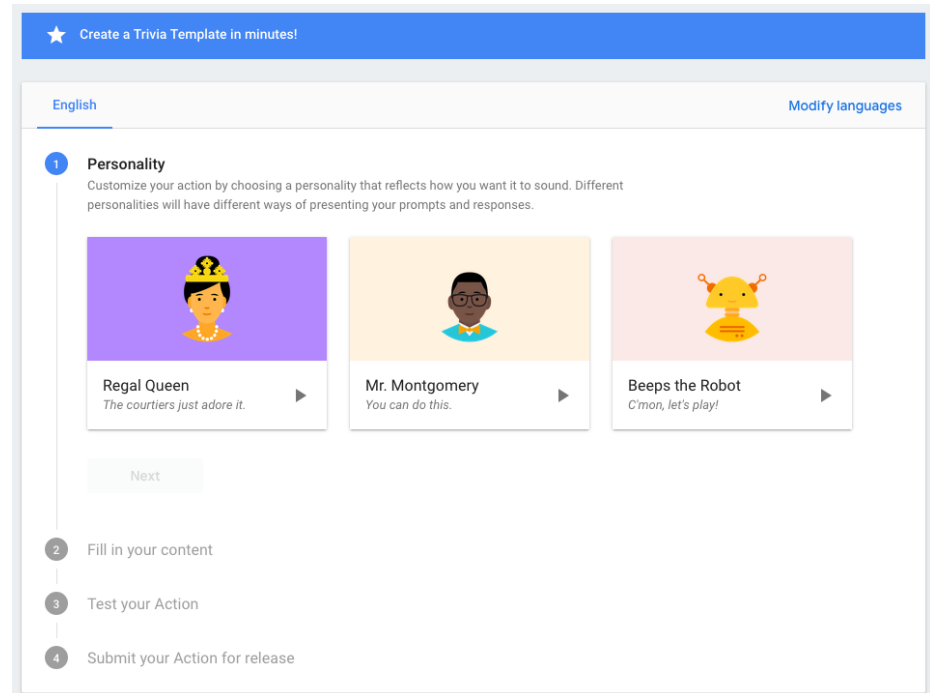 Create a Trivia Template in minutes!
English
Modify languages
1
Personality
Customize your action by choosing a personality that reflects how you want it to sound. Different
personalities will have different ways of presenting your prompts and responses.
Regal Queen
The courtiers just adore it.
Mr. Montgomery
You can do this.
Beeps the Robot
C'mon, let's play!
Next
2
Fill in your content
3
Test your Action
4
Submit your Action for release